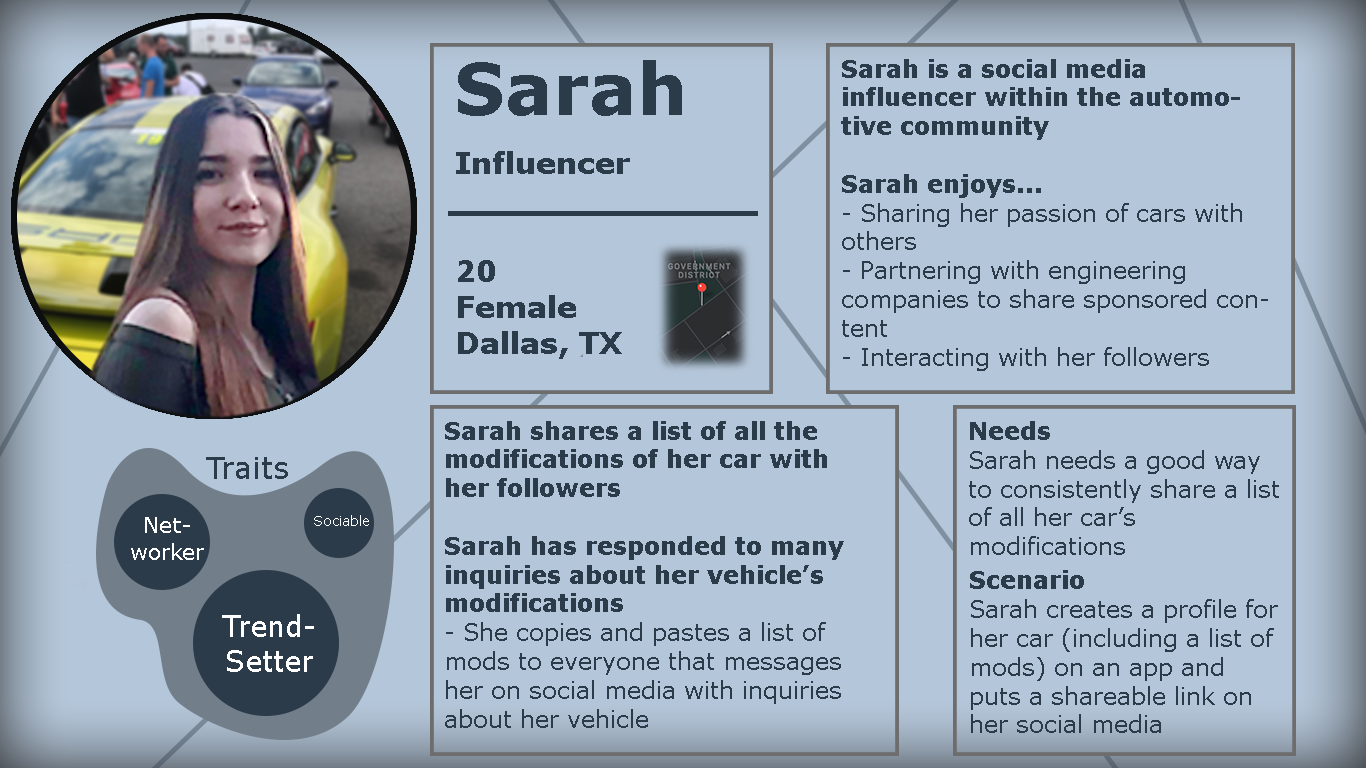 Sarah
Influencer
20
Female
Dallas, TX
GOVERNMENT
DISTRICT
Sarah is a social media
influencer within the automo-
tive community
Sarah enjoys...
- Sharing her passion of cars with
others
- Partnering with engineering
companies to share sponsored con-
tent
- Interacting with her followers
Traits
Net-
worker
Sociable
Trend-
Setter
Sarah shares a list of all the
modifications of her car with
her followers
Sarah has responded to many
inquiries about her vehicle’s
modifications
- She copies and pastes a list of
mods to everyone that messages
her on social media with inquiries
about her vehicle
Needs
Sarah needs a good way
to consistently share a list
of all her car’s
modifications
Scenario
Sarah creates a profile for
her car (including a list of
mods) on an app and
puts a shareable link on
her social media